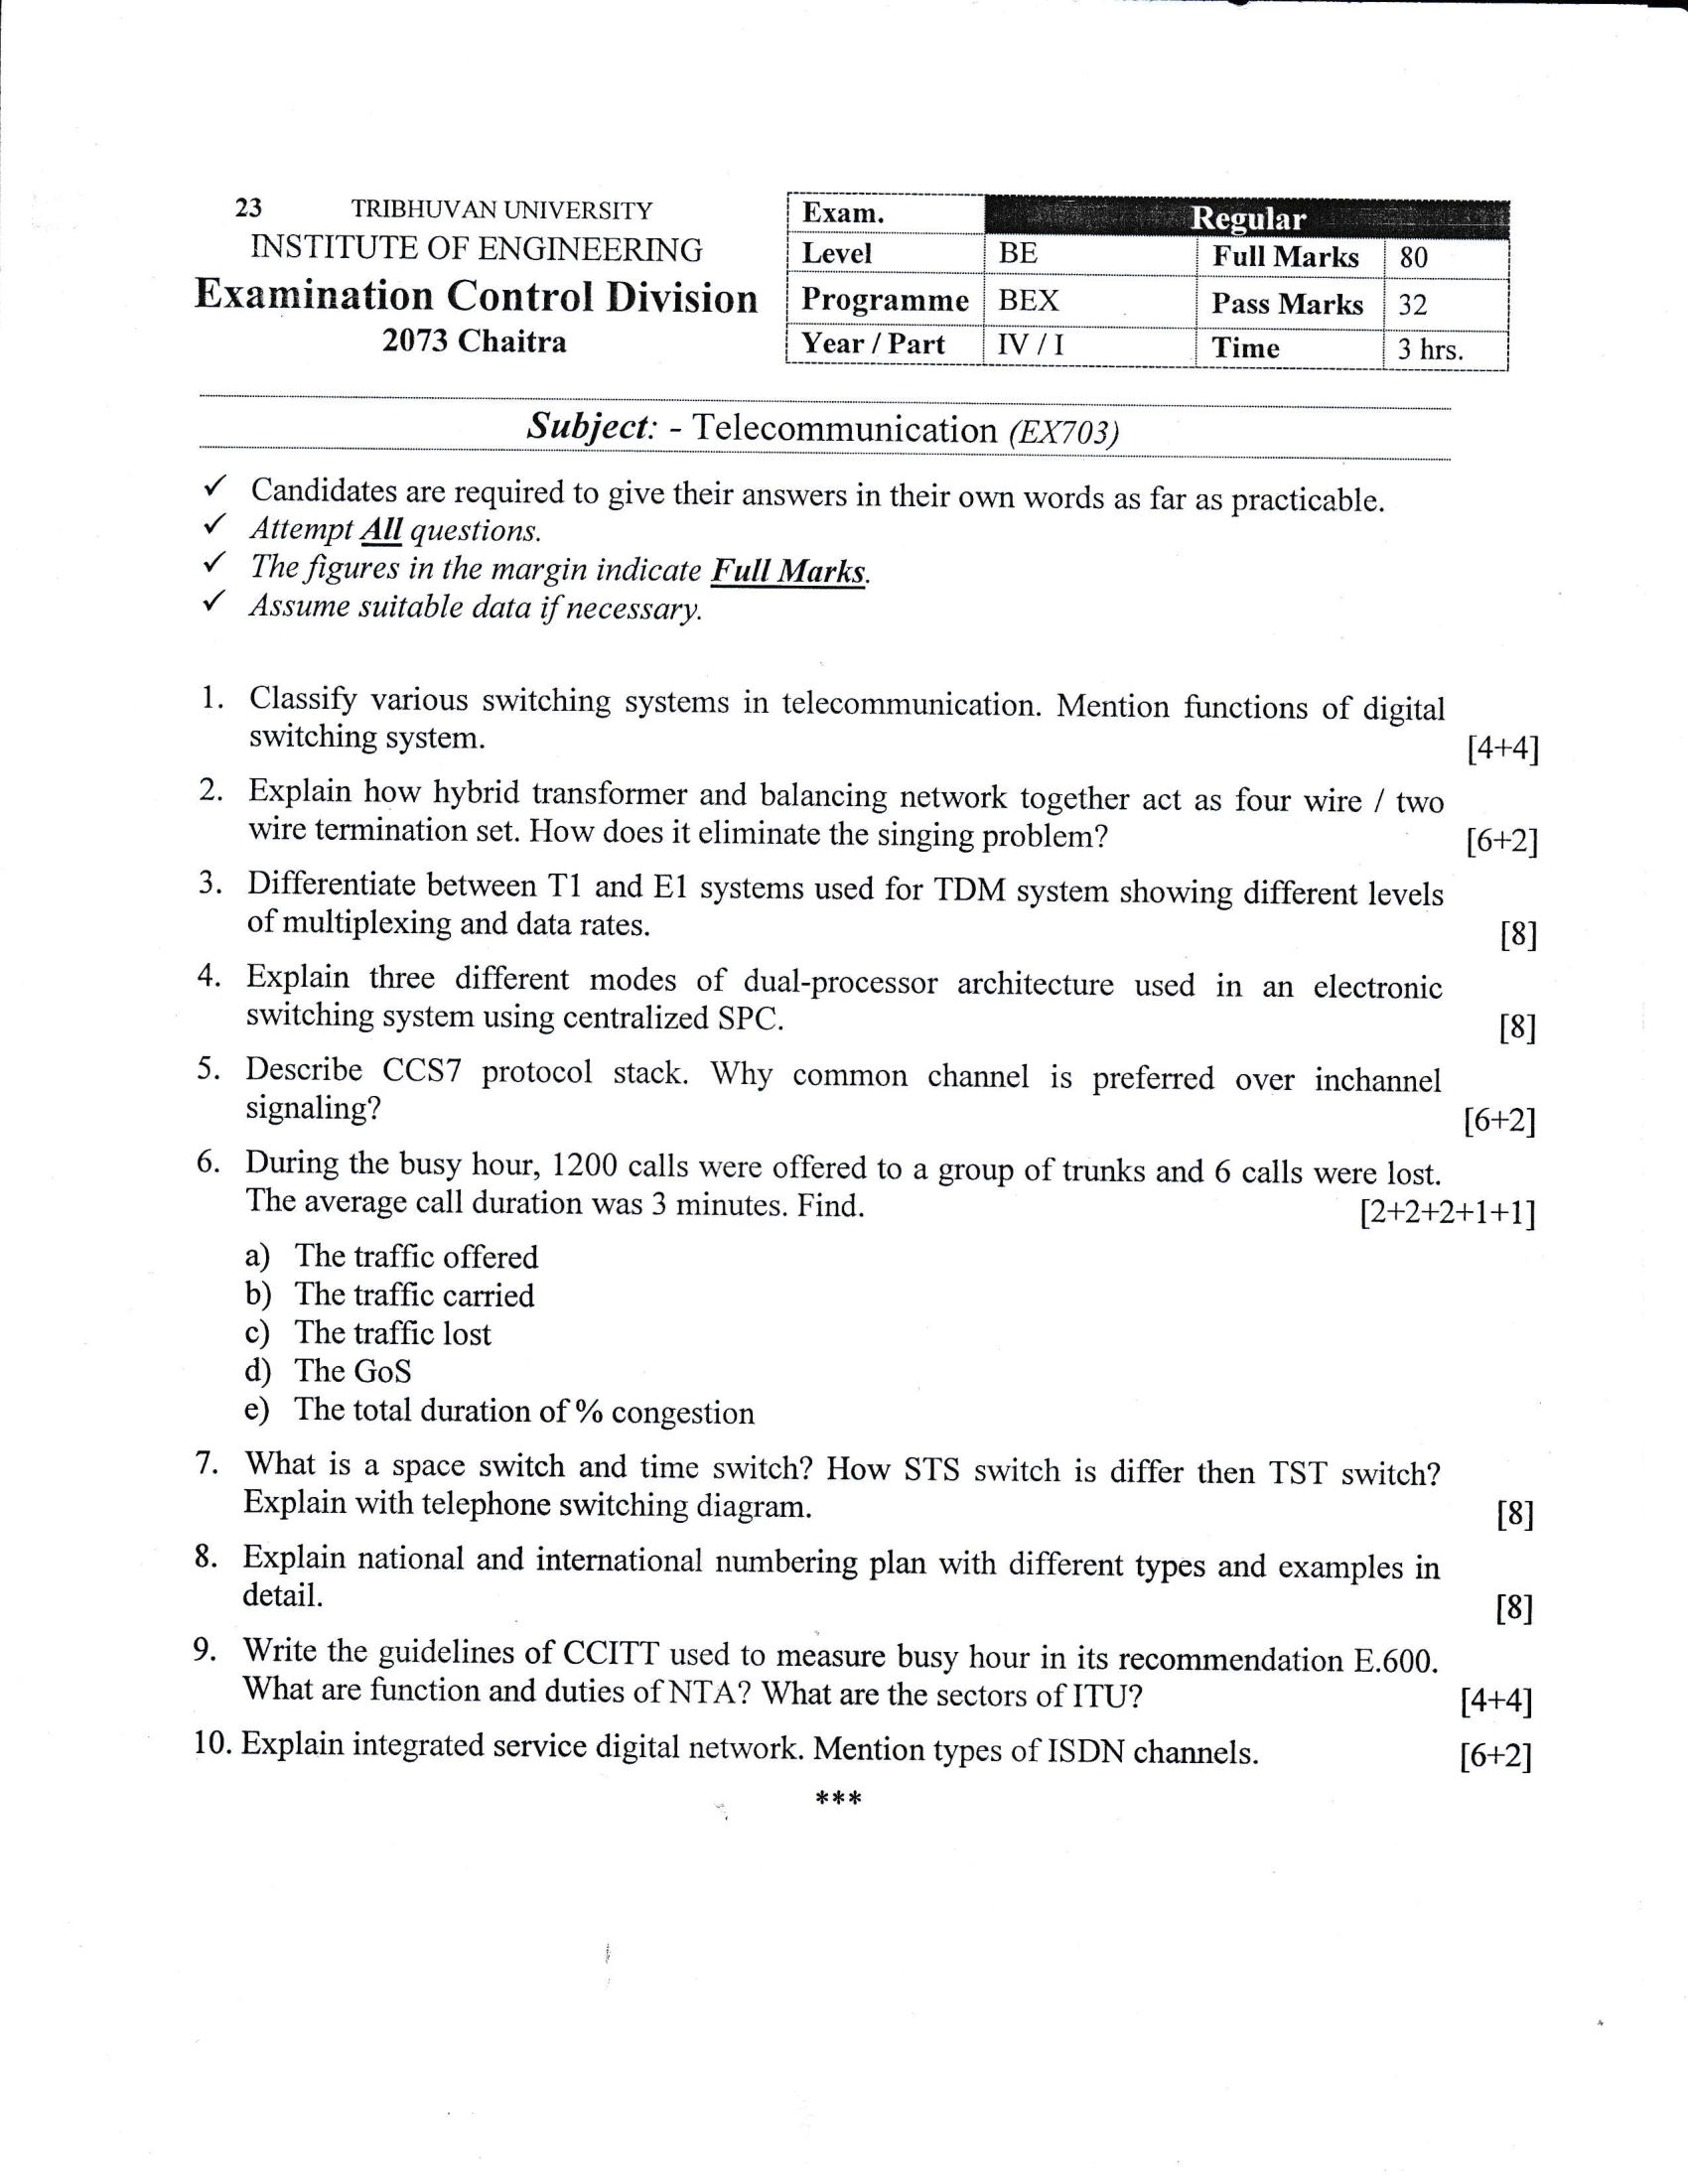 23 TRIBHUVAN UNIVERSITY
INSTITUTE OF ENGINEERING
Examination Control Division
2073 Chaitra
Exam. Regular
Level BE Full Marks 80
Programme BEX Pass Marks 32
Year / Part IV / I Time 3 hrs.
Subject: - Telecommunication (EX703)
✓ Candidates are required to give their answers in their own words as far as practicable.
✓ Attempt All questions.
✓ The figures in the margin indicate Full Marks.
✓ Assume suitable data if necessary.
1. Classify various switching systems in telecommunication. Mention functions of digital
switching system. [4+4]
2. Explain how hybrid transformer and balancing network together act as four wire / two
wire termination set. How does it eliminate the singing problem? [6+2]
3. Differentiate between T1 and E1 systems used for TDM system showing different levels
of multiplexing and data rates. [8]
4. Explain three different modes of dual-processor architecture used in an electronic
switching system using centralized SPC. [8]
5. Describe CCS7 protocol stack. Why common channel is preferred over inchannel
signaling? [6+2]
6. During the busy hour, 1200 calls were offered to a group of trunks and 6 calls were lost.
The average call duration was 3 minutes. Find. [2+2+2+1+1]
a) The traffic offered
b) The traffic carried
c) The traffic lost
d) The GoS
e) The total duration of % congestion
7. What is a space switch and time switch? How STS switch is differ then TST switch?
Explain with telephone switching diagram. [8]
8. Explain national and international numbering plan with different types and examples in
detail. [8]
9. Write the guidelines of CCITT used to measure busy hour in its recommendation E.600.
What are function and duties of NTA? What are the sectors of ITU? [4+4]
10. Explain integrated service digital network. Mention types of ISDN channels. [6+2]
***